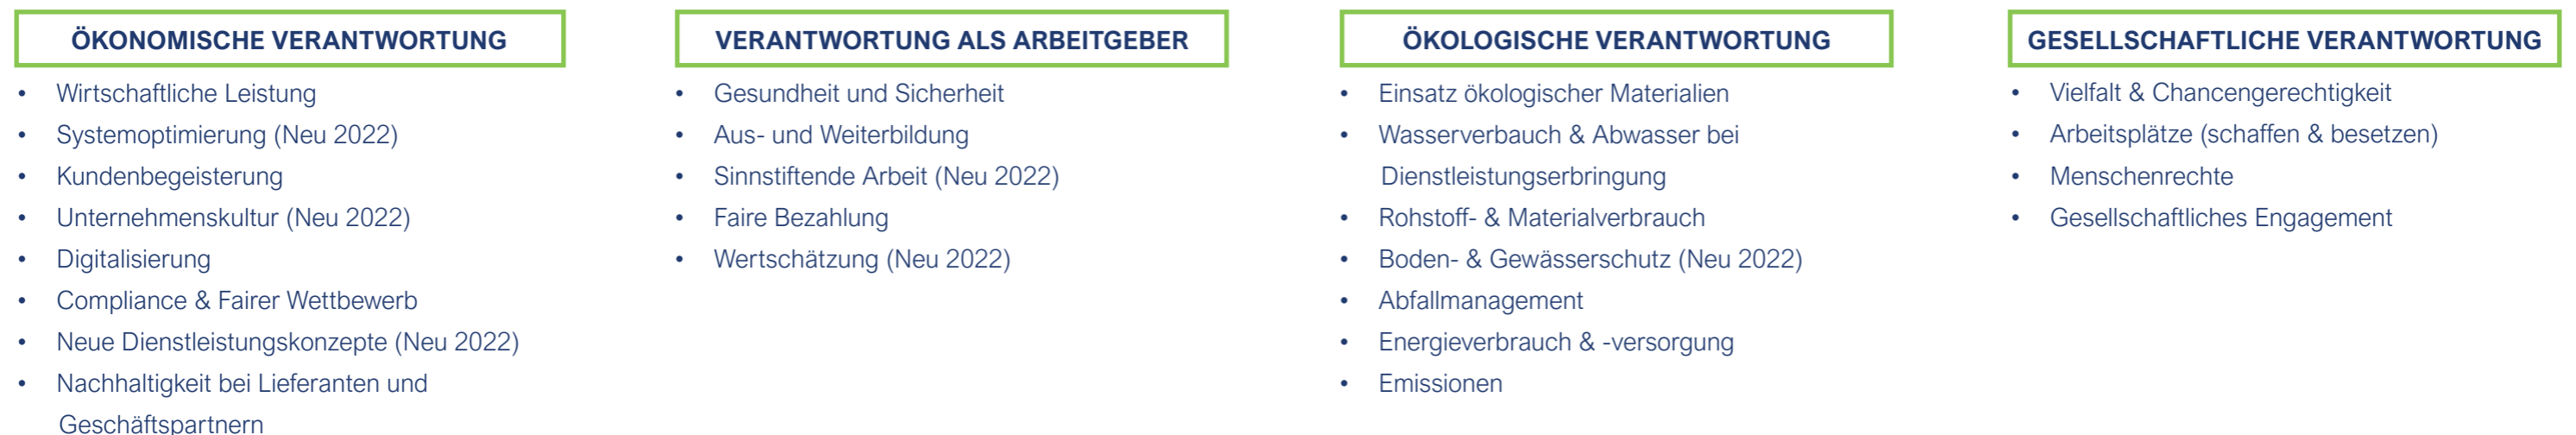 ÖKONOMISCHE VERANTWORTUNG
• Wirtschaftliche Leistung
• Systemoptimierung (Neu 2022)
• Kundenbegeisterung
• Unternehmenskultur (Neu 2022)
• Digitalisierung
• Compliance & Fairer Wettbewerb
• Neue Dienstleistungskonzepte (Neu 2022)
• Nachhaltigkeit bei Lieferanten und
Geschäftspartnern
VERANTWORTUNG ALS ARBEITGEBER
• Gesundheit und Sicherheit
• Aus- und Weiterbildung
• Sinnstiftende Arbeit (Neu 2022)
• Faire Bezahlung
• Wertschätzung (Neu 2022)
ÖKOLOGISCHE VERANTWORTUNG
• Einsatz ökologischer Materialien
• Wasserverbauch & Abwasser bei
Dienstleistungserbringung
• Rohstoff- & Materialverbrauch
• Boden- & Gewässerschutz (Neu 2022)
• Abfallmanagement
• Energieverbrauch & -versorgung
• Emissionen
GESELLSCHAFTLICHE VERANTWORTUNG
• Vielfalt & Chancengerechtigkeit
• Arbeitsplätze (schaffen & besetzen)
• Menschenrechte
• Gesellschaftliches Engagement